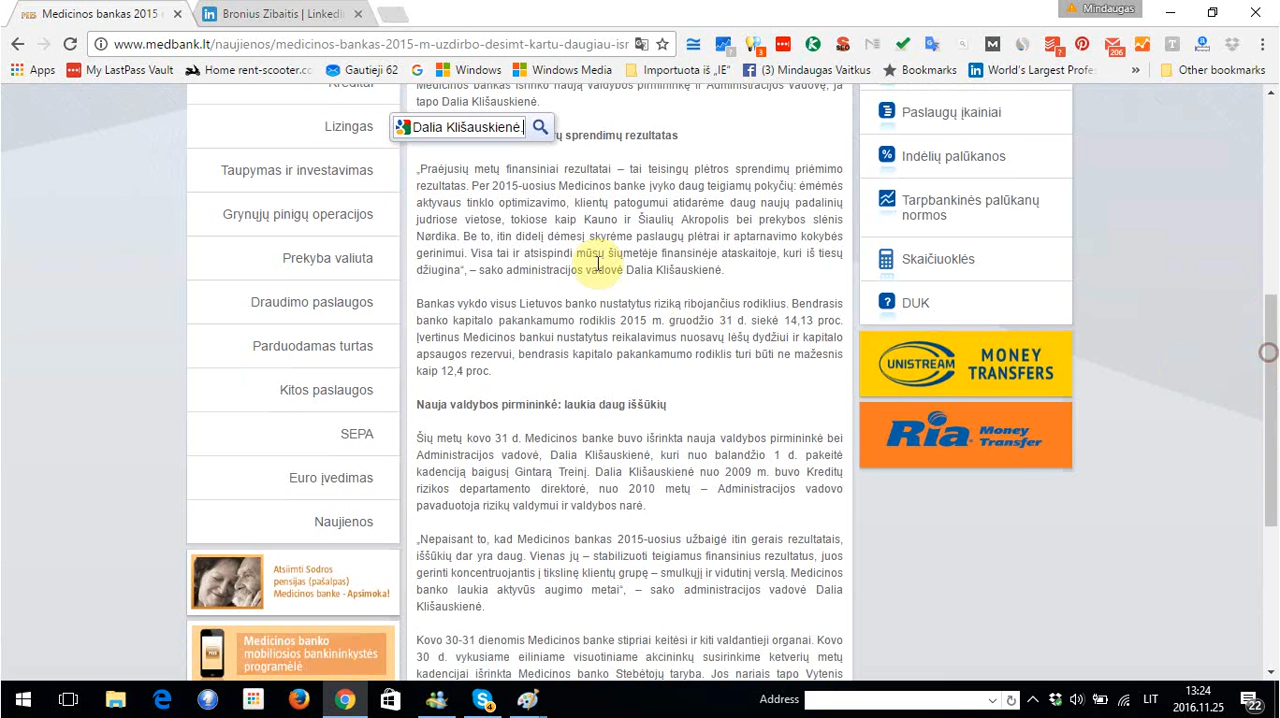 Medicinos bankas 2015
Bronius Zibaitis | LinkedIn
Mindaugas
www.medbank.lt/naujienos/medicinos-bankas-2015-m-uzdirbo-desimt-kartu-daugiau-isr
206
Apps
My LastPass Vault
Home rent-scooter.co
Gautieji 62
Windows
Windows Media
Importuota iš „IE“
(3) Mindaugas Vaitkus
Bookmarks
World's Largest Profe
»
Other bookmarks
Kreditai
Lizingas
Taupymas ir investavimas
Grynųjų pinigų operacijos
Prekyba valiuta
Draudimo paslaugos
Parduodamas turtas
Kitos paslaugos
SEPA
Euro įvedimas
Naujienos
Atsiimti Sodros
pensijas (pašalpas)
Medicinos banke - Apsimoka!
Medicinos banko
mobiliosios bankininkystės
programėlė
Medicinos bankas išrinko naują valdybos pirmininkę ir Administracijos vadovę, ja
tapo Dalia Klišauskienė.
Dalia Klišauskienė.
sprendimų rezultatas
„Praėjusių metų finansiniai rezultatai – tai teisingų plėtros sprendimų priėmimo
rezultatas. Per 2015-uosius Medicinos banke įvyko daug teigiamų pokyčių: ėmėmės
aktyvaus tinklo optimizavimo, klientų patogumui atidarėme daug naujų padalinių
judriose vietose, tokiose kaip Kauno ir Šiaulių Akropolis bei prekybos slėnis
Nørdika. Be to, itin didelį dėmesį skyrėme paslaugų plėtrai ir aptarnavimo kokybės
gerinimui. Visa tai ir atsispindi mūsų šiųmetėje finansinėje ataskaitoje, kuri iš tiesų
džiugina“, – sako administracijos vadovė Dalia Klišauskienė.
Bankas vykdo visus Lietuvos banko nustatytus riziką ribojančius rodiklius. Bendrasis
banko kapitalo pakankamumo rodiklis 2015 m. gruodžio 31 d. siekė 14,13 proc.
Įvertinus Medicinos bankui nustatytus reikalavimus nuosavų lėšų dydžiui ir kapitalo
apsaugos rezervui, bendrasis kapitalo pakankamumo rodiklis turi būti ne mažesnis
kaip 12,4 proc.
Nauja valdybos pirmininkė: laukia daug iššūkių
Šių metų kovo 31 d. Medicinos banke buvo išrinkta nauja valdybos pirmininkė bei
Administracijos vadovė, Dalia Klišauskienė, kuri nuo balandžio 1 d. pakeitė
kadenciją baigusį Gintarą Treinį. Dalia Klišauskienė nuo 2009 m. buvo Kreditų
rizikos departamento direktorė, nuo 2010 metų – Administracijos vadovo
pavaduotoja rizikų valdymui ir valdybos narė.
„Nepaisant to, kad Medicinos bankas 2015-uosius užbaigė itin gerais rezultatais,
iššūkių dar yra daug. Vienas jų – stabilizuoti teigiamus finansinius rezultatus, juos
gerinti koncentruojantis į tikslinę klientų grupę – smulkųjį ir vidutinį verslą. Medicinos
banko laukia aktyvūs augimo metai“, – sako administracijos vadovė Dalia
Klišauskienė.
Kovo 30-31 dienomis Medicinos banke stipriai keitėsi ir kiti valdantieji organai. Kovo
30 d. vykusiame eiliniame visuotiniame akcininkų susirinkime ketverių metų
kadencijai išrinkta Medicinos banko Stebėtojų taryba. Jos nariais tapo Vytenis
Paslaugų įkainiai
Indėlių palūkanos
Tarpbankinės palūkanų
normos
Skaičiuoklės
DUK
UNISTREAM MONEY
TRANSFERS
Ria Money
Transfer
Address
LIT
13:24
2016.11.25
22